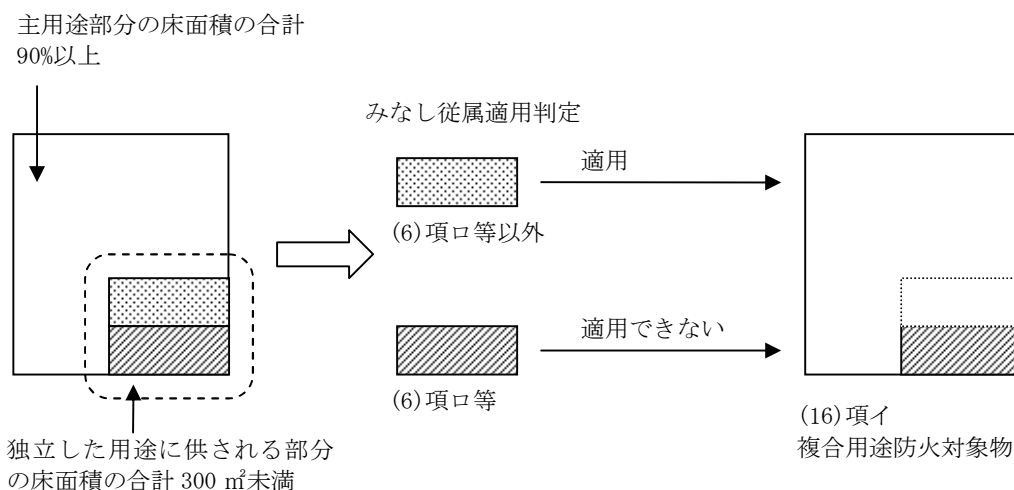 主用途部分の床面積の合計
90%以上
みなし従属適用判定
適用
(6)項ロ等以外
適用できない
(6)項ロ等
(16)項イ
複合用途防火対象物
独立した用途に供される部分
の床面積の合計 300 ㎡未満